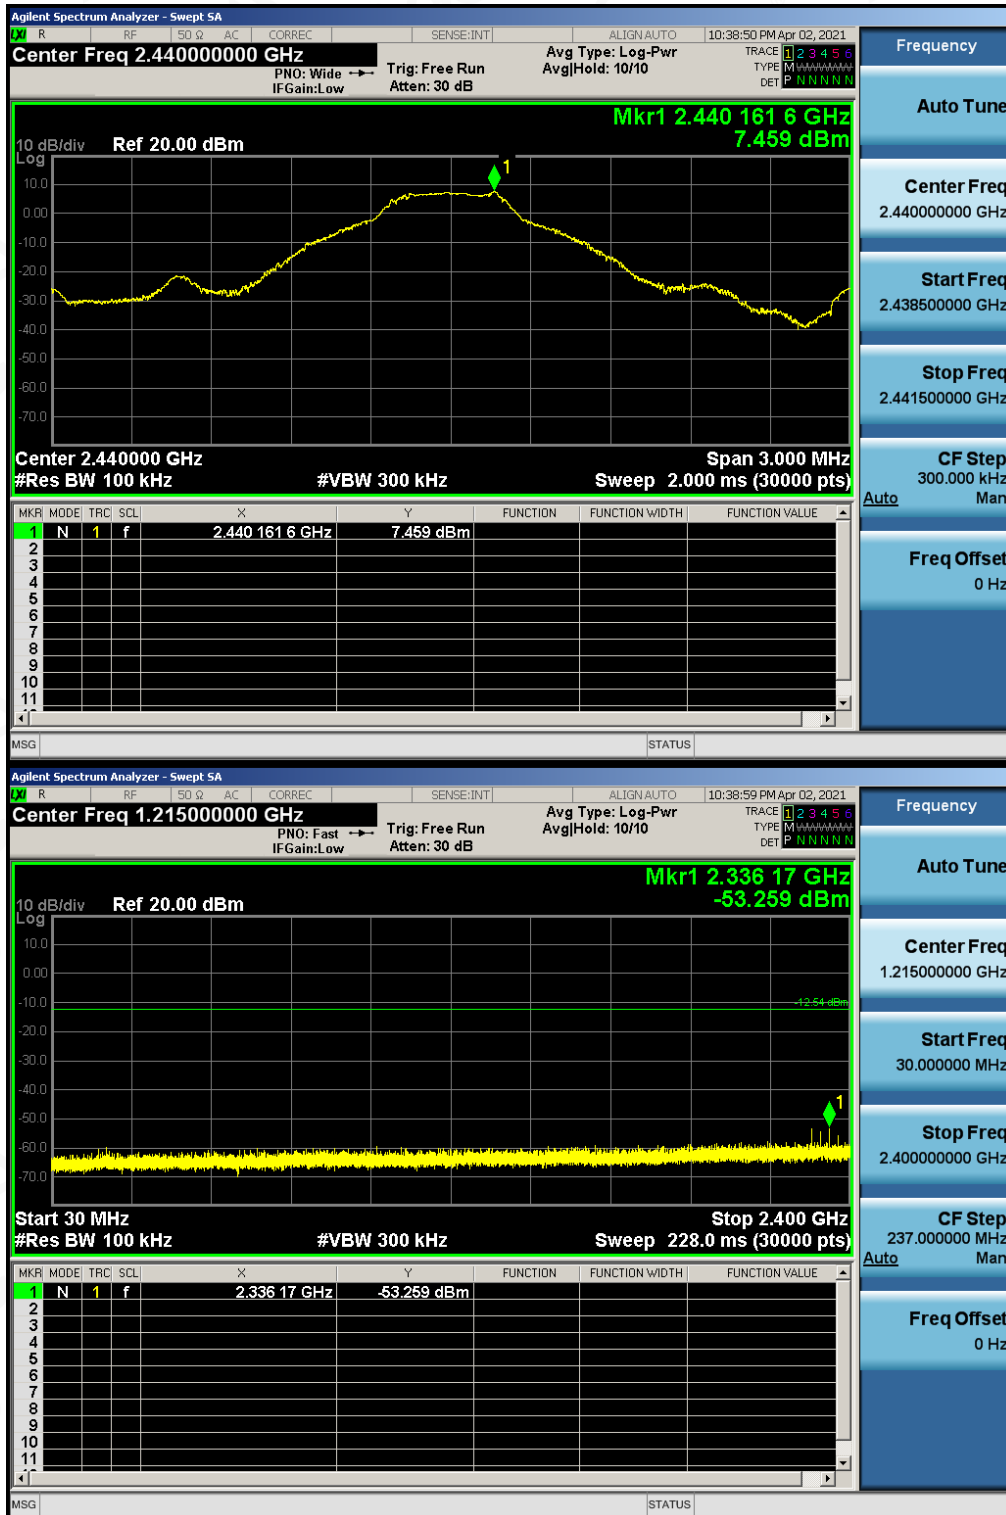 Agilent Spectrum Analyzer - Swept SA
LXI R RF 50 Ω AC CORREC SENSE:INT ALIGN AUTO 10:38:50 PM Apr 02, 2021
Center Freq 2.440000000 GHz
PNO: Wide
IFGain:Low
Trig: Free Run
Atten: 30 dB
Avg Type: Log-Pwr
Avg|Hold: 10/10
TRACE 1 2 3 4 5 6
TYPE M W W W W W
DET P N N N N N
Mkr1 2.440 161 6 GHz
7.459 dBm
10 dB/div Ref 20.00 dBm
Log
1
10.0
0.00
-10.0
-20.0
-30.0
-40.0
-50.0
-60.0
-70.0
Center 2.440000 GHz Span 3.000 MHz
#Res BW 100 kHz #VBW 300 kHz Sweep 2.000 ms (30000 pts)
MKR MODE TRC SCL X Y FUNCTION FUNCTION WIDTH FUNCTION VALUE
1 N 1 f 2.440 161 6 GHz 7.459 dBm
2
3
4
5
6
7
8
9
10
11
MSG STATUS
Frequency
Auto Tune
Center Freq
2.440000000 GHz
Start Freq
2.438500000 GHz
Stop Freq
2.441500000 GHz
CF Step
300.000 kHz
Auto Man
Freq Offset
0 Hz
Agilent Spectrum Analyzer - Swept SA
LXI R RF 50 Ω AC CORREC SENSE:INT ALIGN AUTO 10:38:59 PM Apr 02, 2021
Center Freq 1.215000000 GHz
PNO: Fast
IFGain:Low
Trig: Free Run
Atten: 30 dB
Avg Type: Log-Pwr
Avg|Hold: 10/10
TRACE 1 2 3 4 5 6
TYPE M W W W W W
DET P N N N N N
Mkr1 2.336 17 GHz
-53.259 dBm
10 dB/div Ref 20.00 dBm
Log
10.0
0.00
-10.0
-12.54 dBm
-20.0
-30.0
-40.0
-50.0
1
-60.0
-70.0
Start 30 MHz Stop 2.400 GHz
#Res BW 100 kHz #VBW 300 kHz Sweep 228.0 ms (30000 pts)
MKR MODE TRC SCL X Y FUNCTION FUNCTION WIDTH FUNCTION VALUE
1 N 1 f 2.336 17 GHz -53.259 dBm
2
3
4
5
6
7
8
9
10
11
MSG STATUS
Frequency
Auto Tune
Center Freq
1.215000000 GHz
Start Freq
30.000000 MHz
Stop Freq
2.400000000 GHz
CF Step
237.000000 MHz
Auto Man
Freq Offset
0 Hz